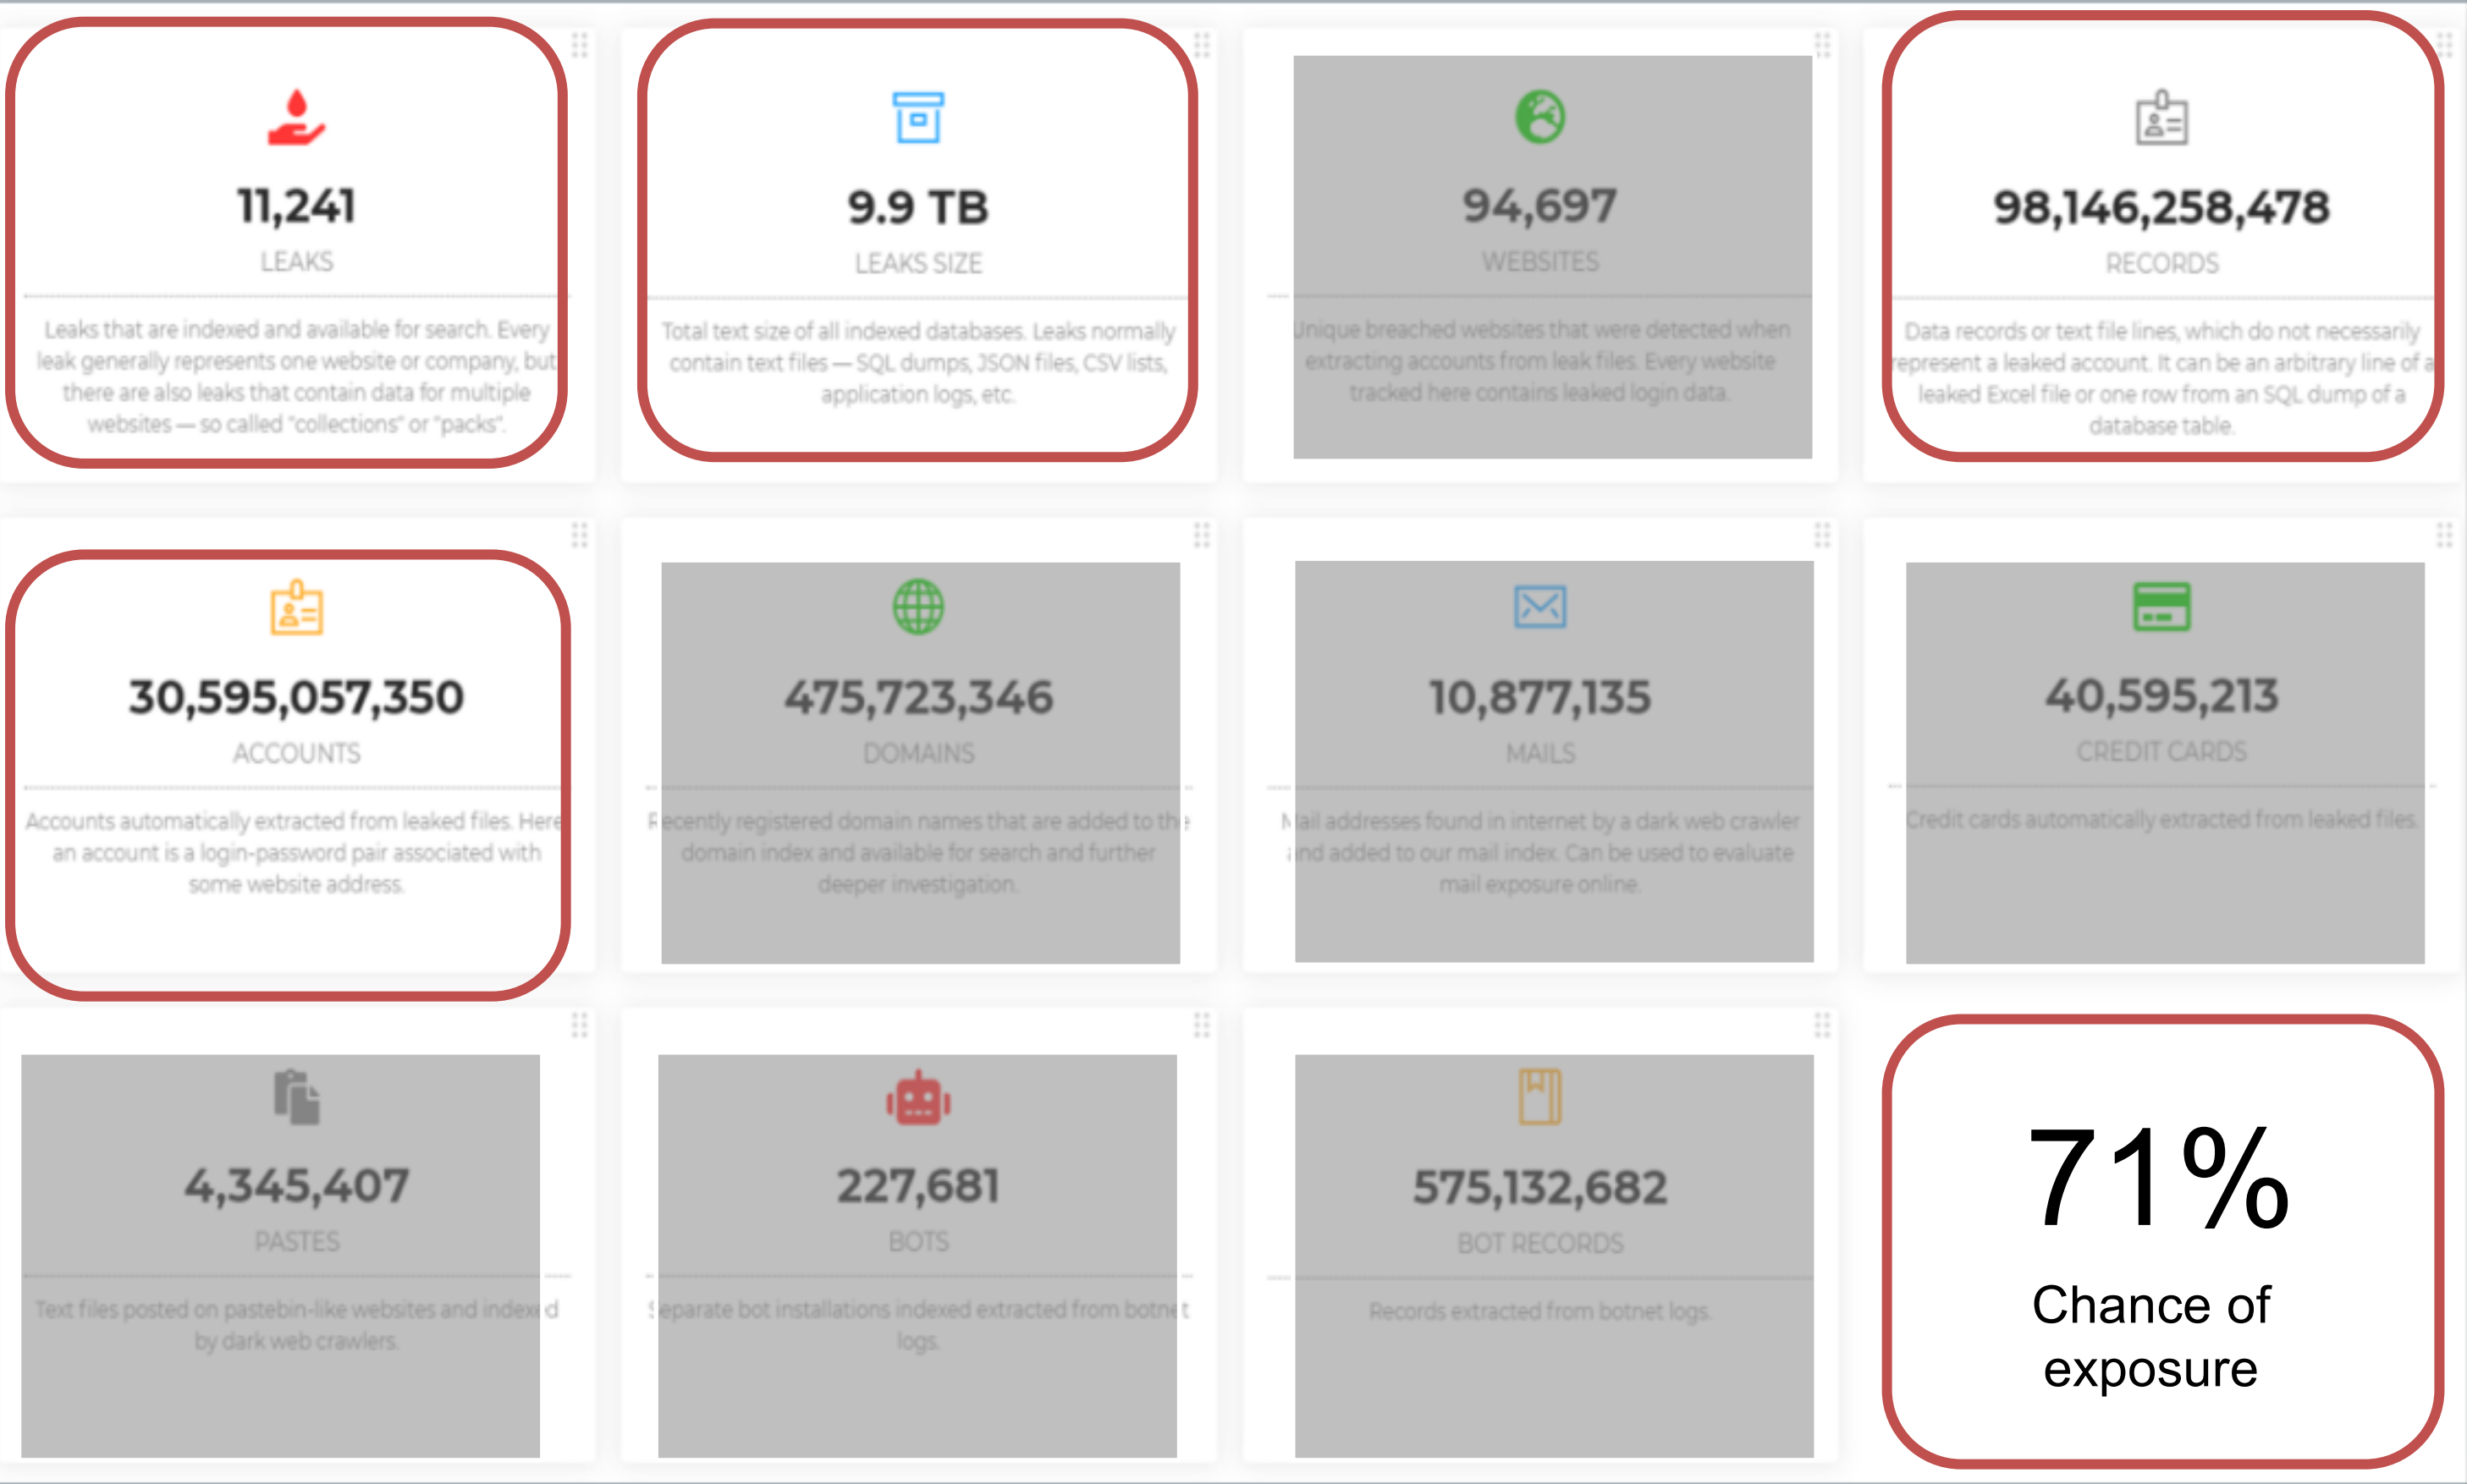 11,241
LEAKS
Leaks that are indexed and available for search. Every
leak generally represents one website or company, but
there are also leaks that contain data for multiple
websites — so called "collections" or "packs".
9.9 TB
LEAKS SIZE
Total text size of all indexed databases. Leaks normally
contain text files — SQL dumps, JSON files, CSV lists,
application logs, etc.
94,697
WEBSITES
Unique breached websites that were detected when
extracting accounts from leak files. Every website
tracked here contains leaked login data.
98,146,258,478
RECORDS
Data records or text file lines, which do not necessarily
represent a leaked account. It can be an arbitrary line of a
leaked Excel file or one row from an SQL dump of a
database table.
30,595,057,350
ACCOUNTS
Accounts automatically extracted from leaked files. Here
an account is a login-password pair associated with
some website address.
475,723,346
DOMAINS
Recently registered domain names that are added to the
domain index and available for search and further
deeper investigation.
10,877,135
MAILS
Mail addresses found in internet by a dark web crawler
and added to our mail index. Can be used to evaluate
mail exposure online.
40,595,213
CREDIT CARDS
Credit cards automatically extracted from leaked files.
4,345,407
PASTES
Text files posted on pastebin-like websites and indexed
by dark web crawlers.
227,681
BOTS
Separate bot installations indexed extracted from botnet
logs.
575,132,682
BOT RECORDS
Records extracted from botnet logs.
71%
Chance of
exposure